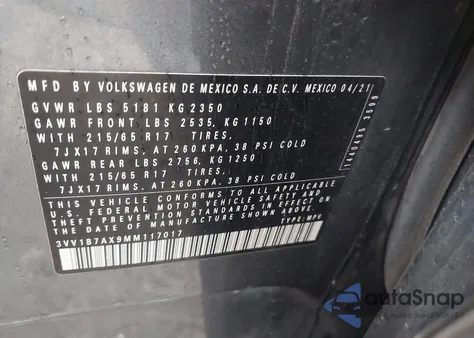 MFD BY VOLKSWAGEN DE MEXICO S.A. DE C.V. MEXICO 04/21
GVWR LBS 5181 KG2350
GAWR FRONT LBS 2535, KG1150
WITH 215/65 R17 TIRES,
7JX17 RIMS, AT 260KPA, 38 PSI COLD
GAWR REAR LBS 2756, KG1250
WITH 215/65 R17 TIRES,
7JX17 RIMS, AT 260KPA, 38 PSI COLD
THIS VEHICLE CONFORMS TO ALL APPLICABLE
U.S. FEDERAL MOTOR VEHICLE SAFETY AND
THEFT PREVENTION STANDARDS IN EFFECT ON
THE DATE OF MANUFACTURE SHOWN ABOVE.
3VV1B7AX9MM117017 TYPE: MPV
autoSnap